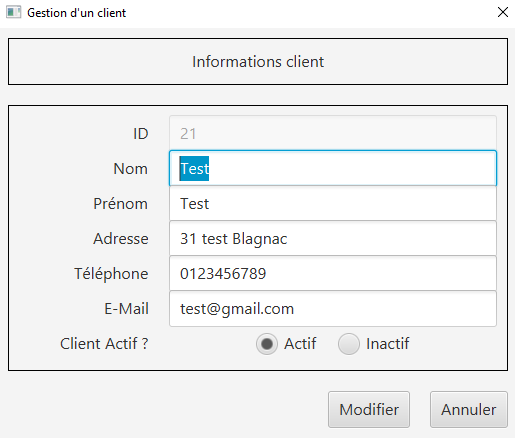 Gestion d'un client
Informations client
ID 21
Nom Test
Prénom Test
Adresse 31 test Blagnac
Téléphone 0123456789
E-Mail test@gmail.com
Client Actif ? Actif Inactif
Modifier Annuler